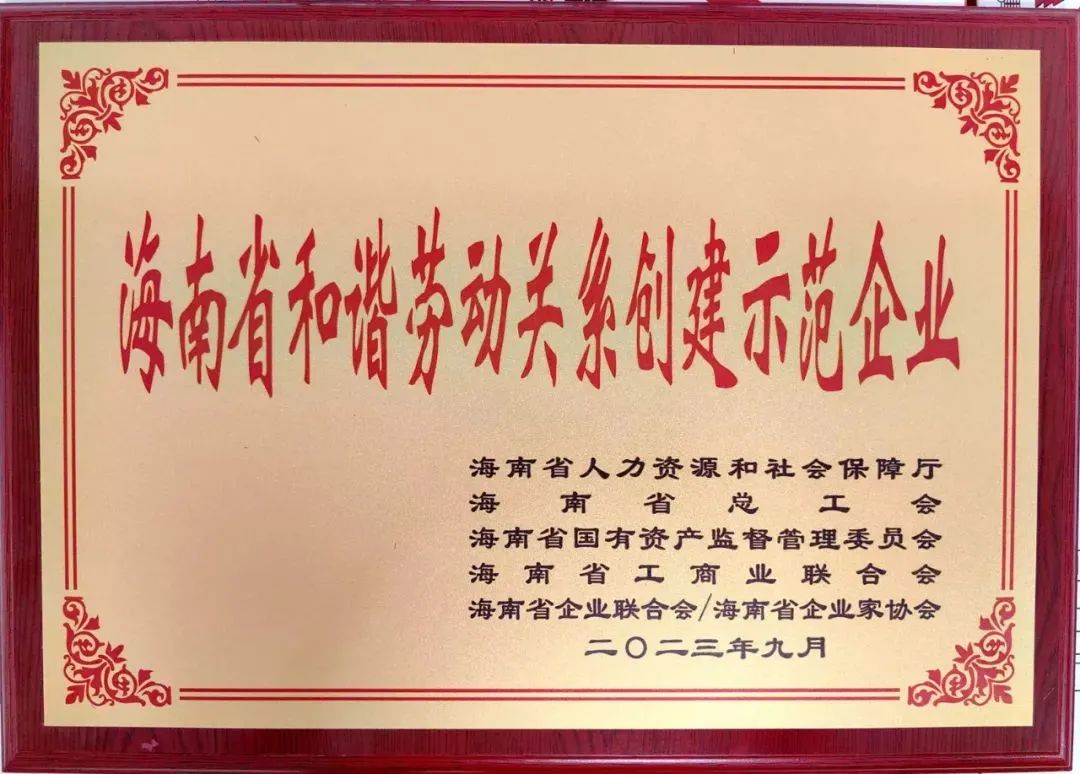 海南省和谐劳动关系创建示范企业
海南省人力资源和社会保障厅
海南省总工会
海南省国有资产监督管理委员会
海南省工商业联合会
海南省企业联合会/海南省企业家协会
二〇二三年九月